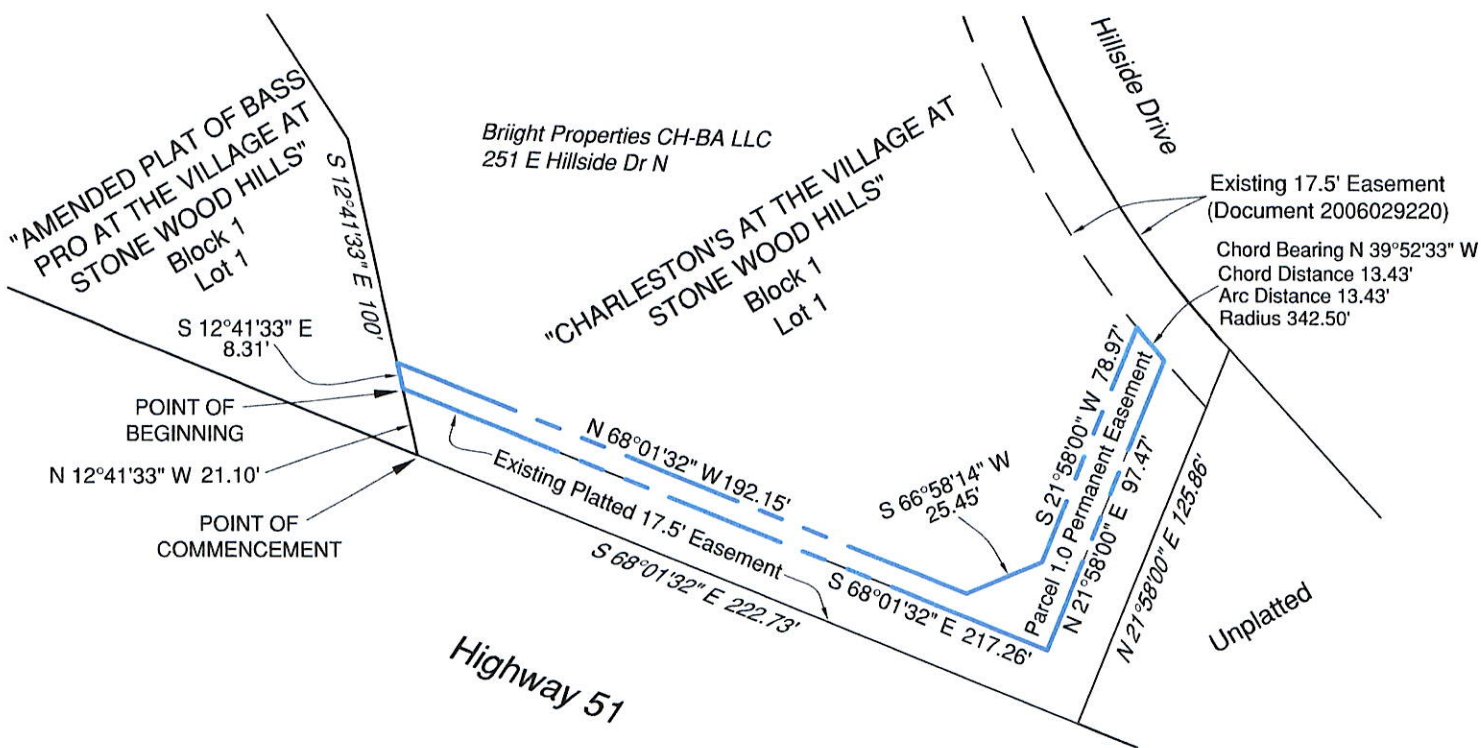 "AMENDED PLAT OF BASS
PRO AT THE VILLAGE AT
STONE WOOD HILLS"
Block 1
Lot 1
S 12°41'33" E 100'
Briight Properties CH-BA LLC
251 E Hillside Dr N
"CHARLESTON'S AT THE VILLAGE AT
STONE WOOD HILLS"
Block 1
Lot 1
Hillside Drive
Existing 17.5' Easement
(Document 2006029220)
Chord Bearing N 39°52'33" W
Chord Distance 13.43'
Arc Distance 13.43'
Radius 342.50'
S 12°41'33" E
8.31'
POINT OF
BEGINNING
N 12°41'33" W 21.10'
POINT OF
COMMENCEMENT
N 68°01'32" W 192.15'
Existing Platted 17.5' Easement
S 68°01'32" E 222.73'
S 68°01'32" E 217.26'
S 66°58'14" W
25.45'
S 21°58'00" W 78.97'
Parcel 1.0 Permanent Easement
N 21°58'00" E 97.47'
N 21°58'00" E 125.86'
Unplatted
Highway 51